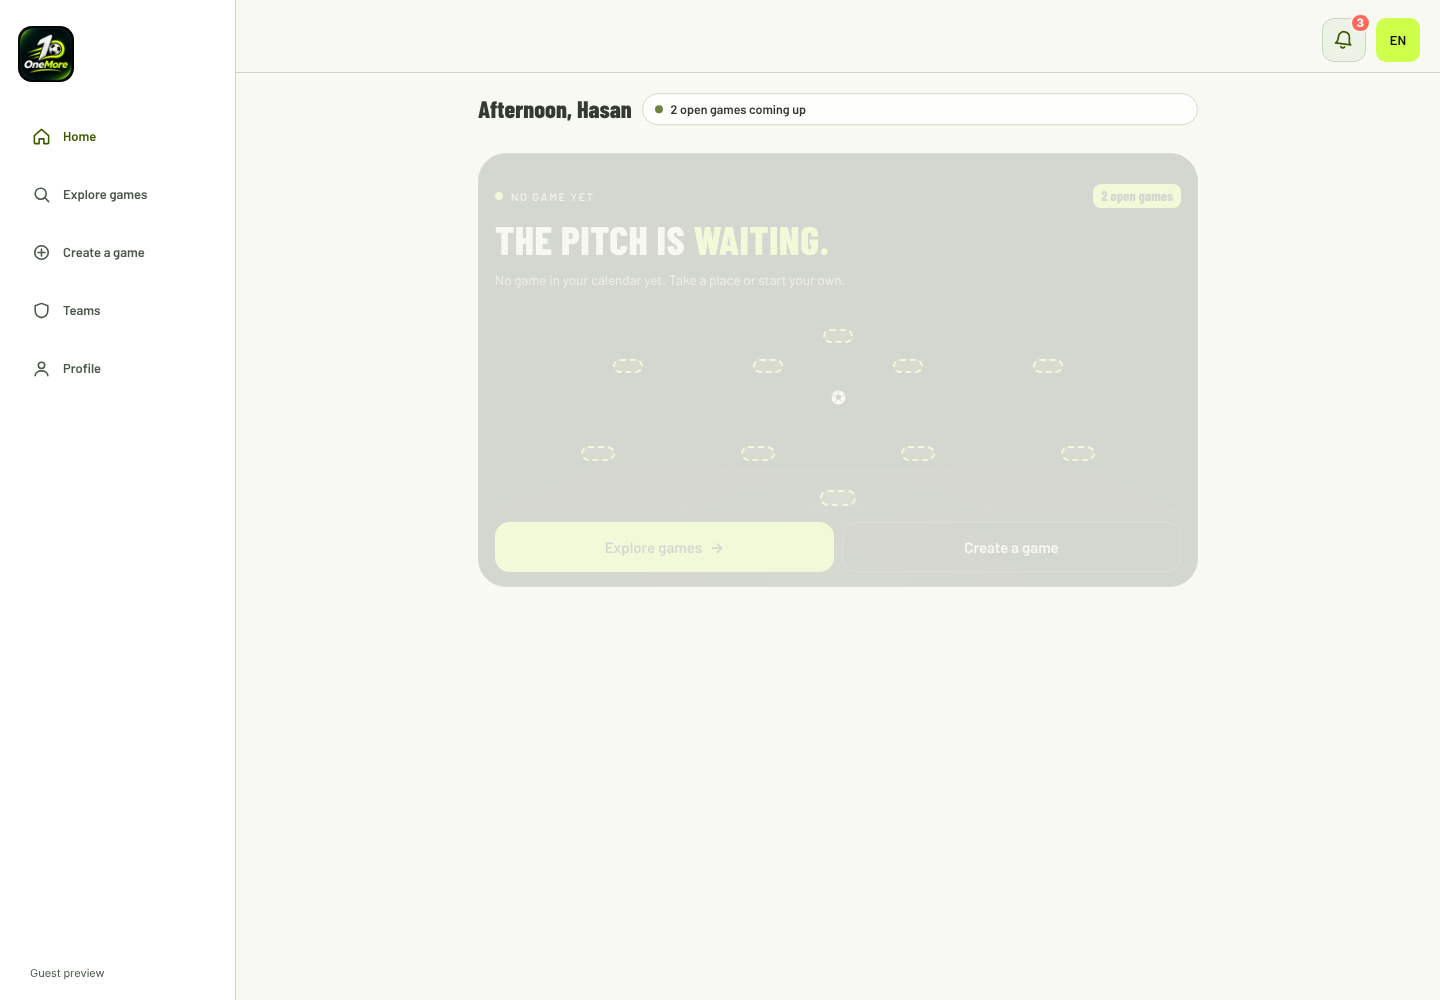 OneMore
3
EN
Home
Explore games
Create a game
Teams
Profile
Guest preview
Afternoon, Hasan
2 open games coming up
NO GAME YET
2 open games
THE PITCH IS WAITING.
No game in your calendar yet. Take a place or start your own.
Explore games →
Create a game